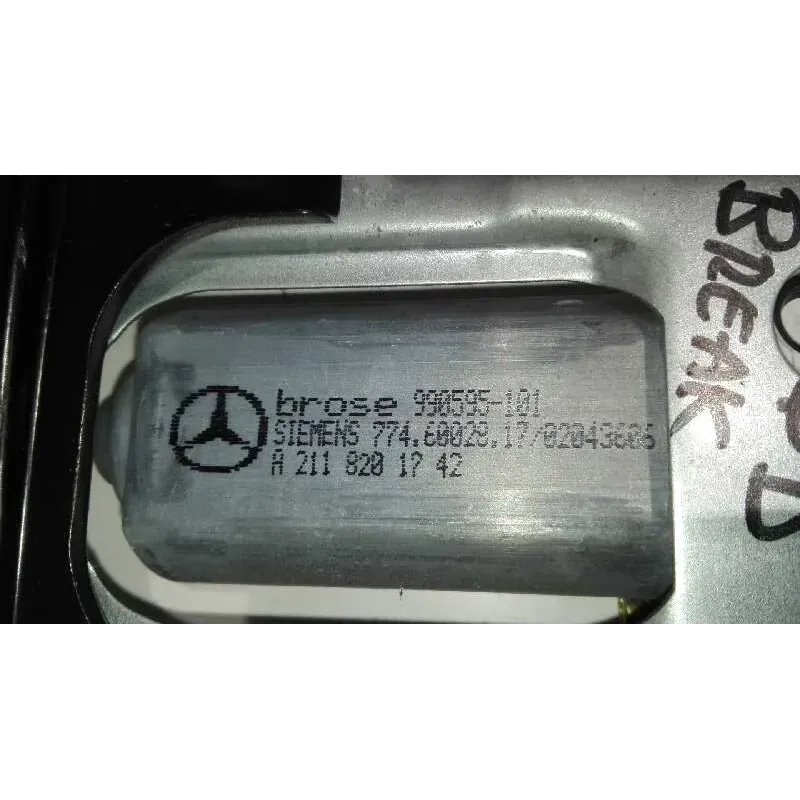 brose 990595-101
SIEMENS 774.60028.17/02043606
A 211 820 17 42
BREAK